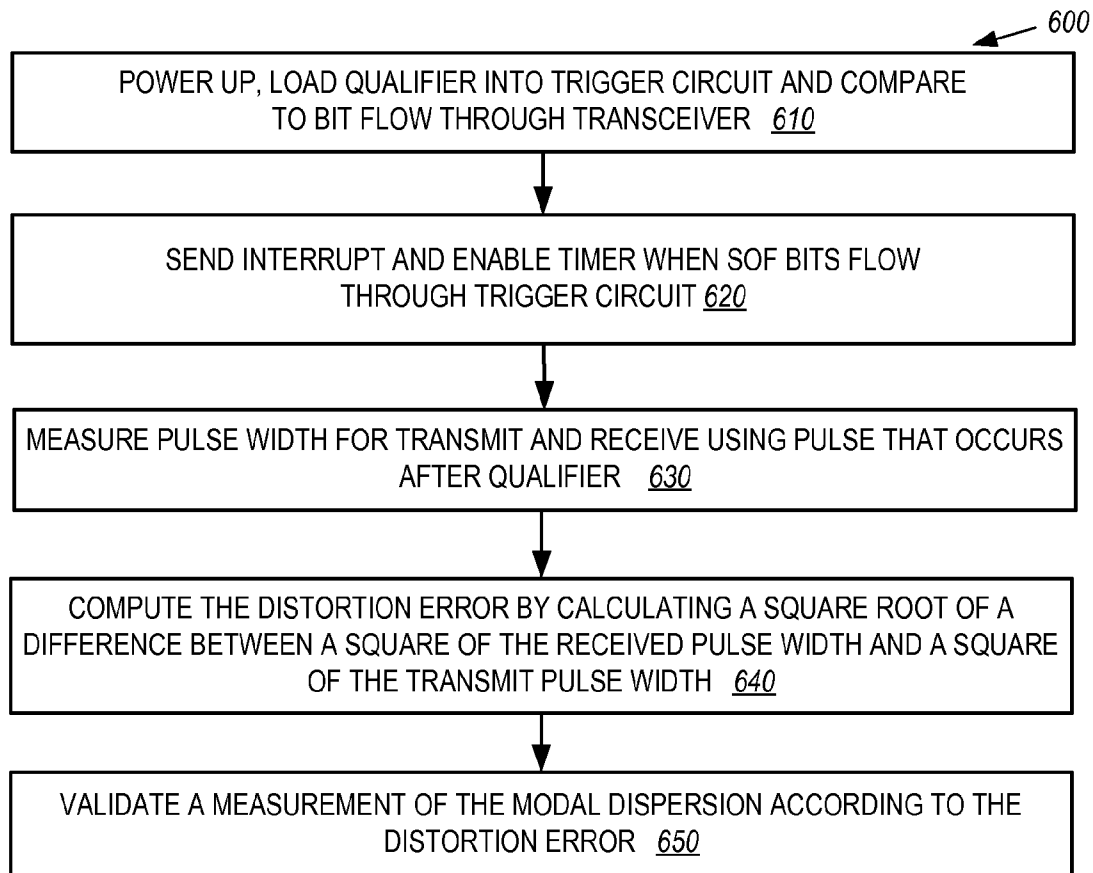 600
POWER UP, LOAD QUALIFIER INTO TRIGGER CIRCUIT AND COMPARE
TO BIT FLOW THROUGH TRANSCEIVER 610
SEND INTERRUPT AND ENABLE TIMER WHEN SOF BITS FLOW
THROUGH TRIGGER CIRCUIT 620
MEASURE PULSE WIDTH FOR TRANSMIT AND RECEIVE USING PULSE THAT OCCURS
AFTER QUALIFIER 630
COMPUTE THE DISTORTION ERROR BY CALCULATING A SQUARE ROOT OF A
DIFFERENCE BETWEEN A SQUARE OF THE RECEIVED PULSE WIDTH AND A SQUARE
OF THE TRANSMIT PULSE WIDTH 640
VALIDATE A MEASUREMENT OF THE MODAL DISPERSION ACCORDING TO THE
DISTORTION ERROR 650